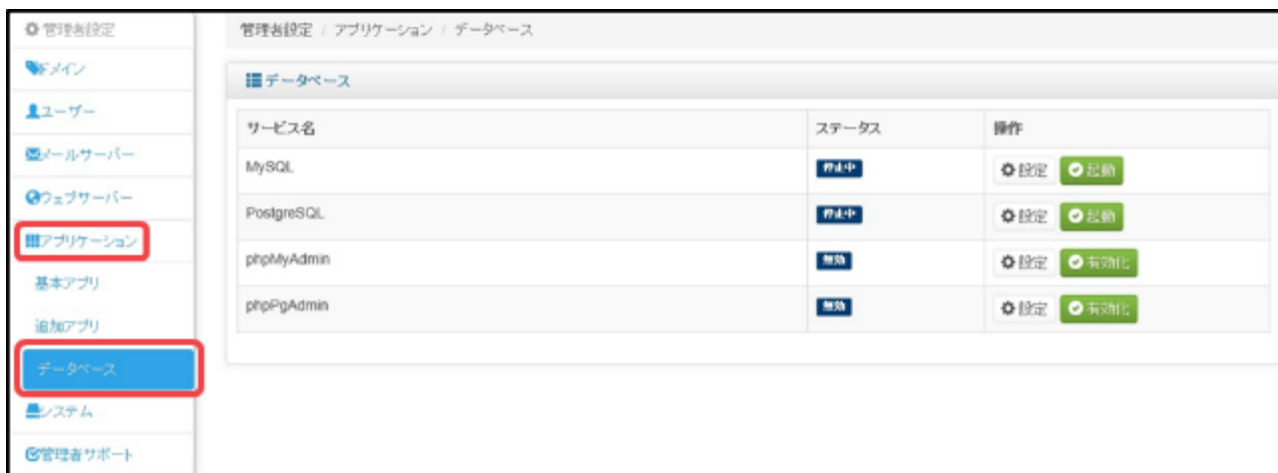 管理者設定
ドメイン
ユーザー
メールサーバー
ウェブサーバー
アプリケーション
基本アプリ
追加アプリ
データベース
システム
管理者サポート
管理者設定 / アプリケーション / データベース
データベース
サービス名 ステータス 操作
MySQL 停止中 設定 起動
PostgreSQL 停止中 設定 起動
phpMyAdmin 無効 設定 有効化
phpPgAdmin 無効 設定 有効化